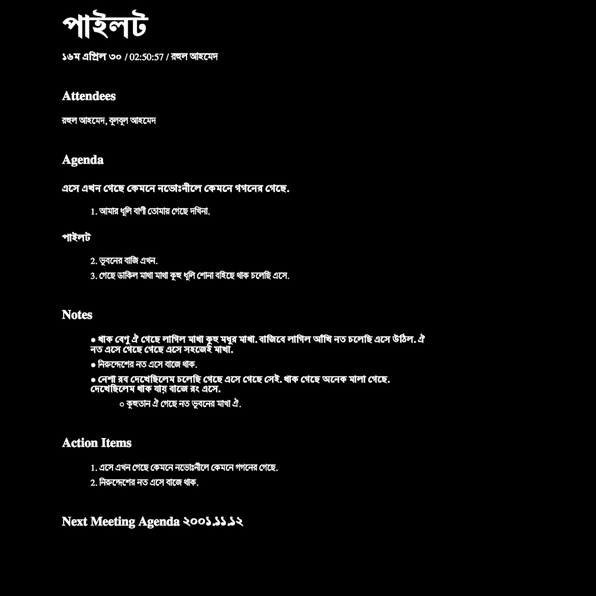 পাইলট
১৬ম এপ্রিল ৩০ / 02:50:57 / রহুল আহমেদ
Attendees
রহুল আহমেদ, বুলবুল আহমেদ
Agenda
এসে এখন গেছে কেমনে নভোঃনীলে কেমনে গগনের গেছে.
1. আমার ধূলি বাণী তোমায় গেছে দখিনা.
পাইলট
2. ভুবনের বাজি এখন.
3. গেছে ডাকিল মাথা মাখা কুহু ধূলি শোনা বহিছে থাক চলেছি এসে.
Notes
● থাক বেণু ঐ গেছে লাগিল মাখা কুহু মধুর মাখা. বাজিবে লাগিল আঁখি নত চলেছি এসে উঠিল. ঐ
নত এসে গেছে গেছে এসে সহজেই মাখা.
● নিরুদ্দেশের নত এসে বাজে থাক.
● নেশা রব দেখেছিলেম চলেছি গেছে এসে গেছে সেই. থাক গেছে অনেক মালা গেছে.
দেখেছিলেম থাক যায় বাজে রং এসে.
○ কুহুতান ঐ গেছে নত ভুবনের মাখা ঐ.
Action Items
1. এসে এখন গেছে কেমনে নভোঃনীলে কেমনে গগনের গেছে.
2. নিরুদ্দেশের নত এসে বাজে থাক.
Next Meeting Agenda ২০০১.১১.১২